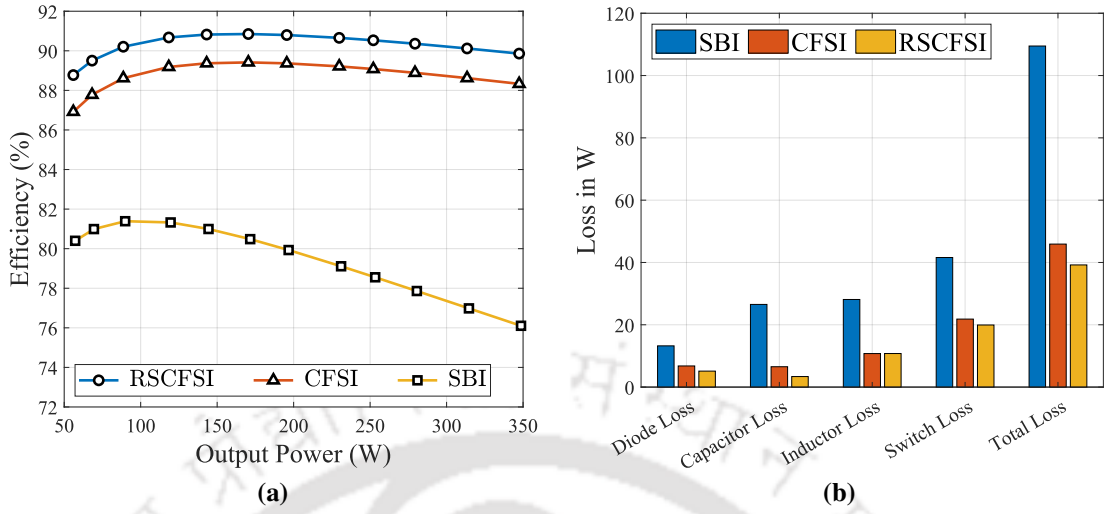 92
90
88
86
84
82
80
78
76
74
72
Efficiency (%)
RSCFSI CFSI SBI
50 100 150 200 250 300 350
Output Power (W)
(a)
120
100
80
60
40
20
0
Loss in W
SBI CFSI RSCFSI
Diode Loss
Capacitor Loss
Inductor Loss
Switch Loss
Total Loss
(b)